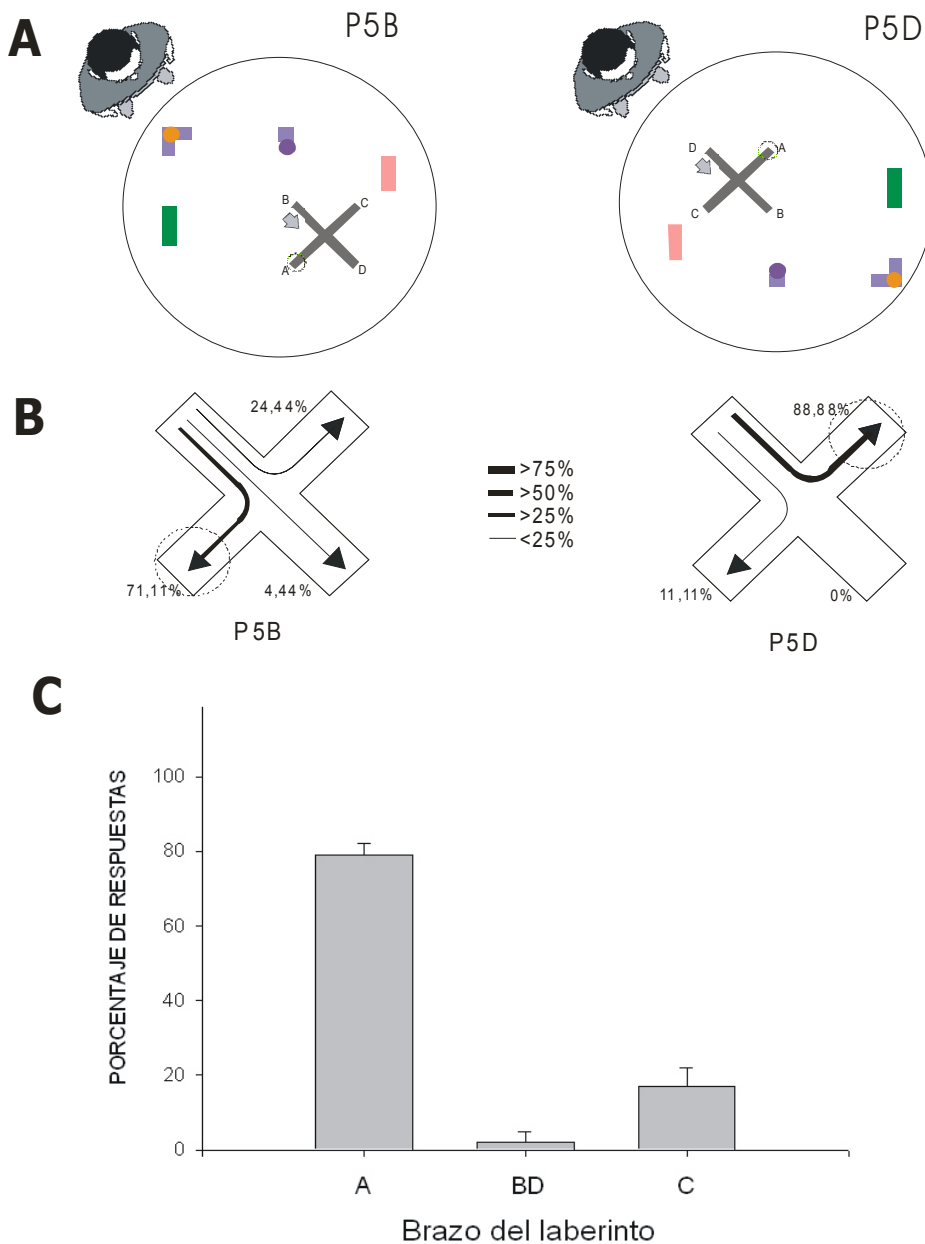 A
P5B
P5D
B
C
A
D
D
A
C
B
B
24,44%
71,11%
4,44%
P5B
>75%
>50%
>25%
<25%
88,88%
11,11%
0%
P5D
C
PORCENTAJE DE RESPUESTAS
100
80
60
40
20
0
A
BD
C
Brazo del laberinto